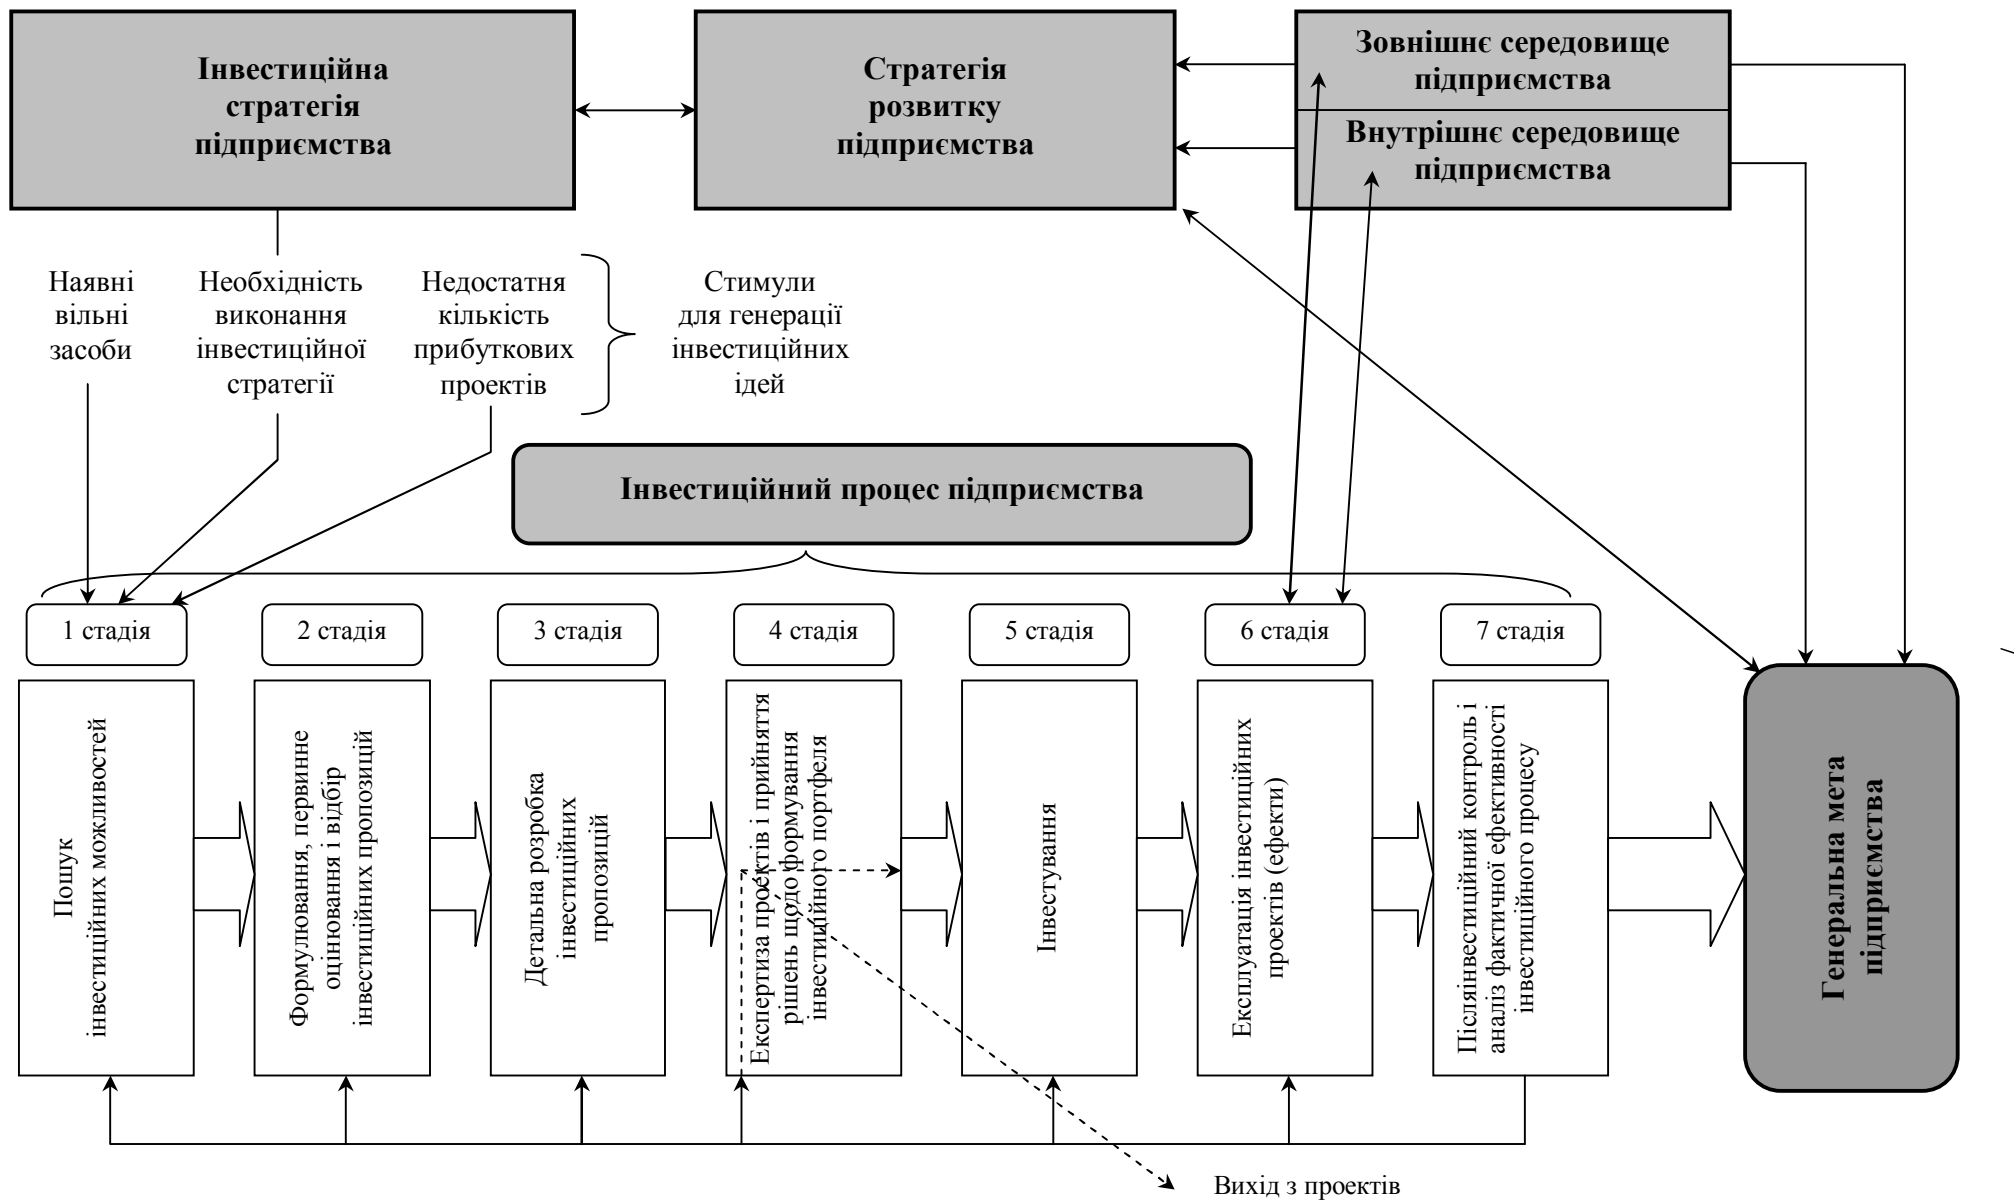 Інвестиційна
стратегія
підприємства
Стратегія
розвитку
підприємства
Зовнішнє середовище
підприємства
Внутрішнє середовище
підприємства
Наявні
вільні
засоби
Необхідність
виконання
інвестиційної
стратегії
Недостатня
кількість
прибуткових
проектів
Стимули
для генерації
інвестиційних
ідей
Інвестиційний процес підприємства
1 стадія
2 стадія
3 стадія
4 стадія
5 стадія
6 стадія
7 стадія
Пошук
інвестиційних можливостей
Формулювання, первинне
оцінювання і відбір
інвестиційних пропозицій
Детальна розробка
інвестиційних
пропозицій
Експертиза проектів і прийняття
рішень щодо формування
інвестиційного портфеля
Інвестування
Експлуатація інвестиційних
проектів (ефекти)
Післяінвестиційний контроль і
аналіз фактичної ефективності
інвестиційного процесу
Генеральна мета
підприємства
Вихід з проектів